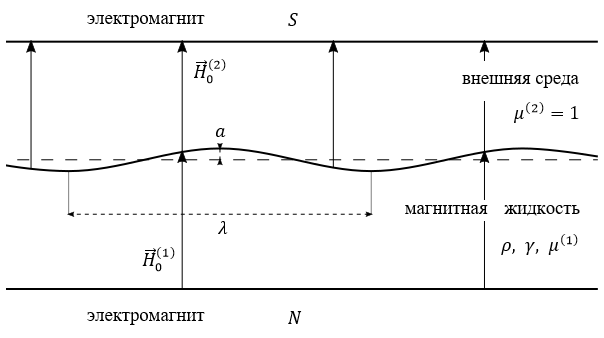 электромагнит S
H⃗₀⁽²⁾
внешняя среда
μ⁽²⁾ = 1
a
магнитная жидкость
λ
ρ, γ, μ⁽¹⁾
H⃗₀⁽¹⁾
электромагнит N